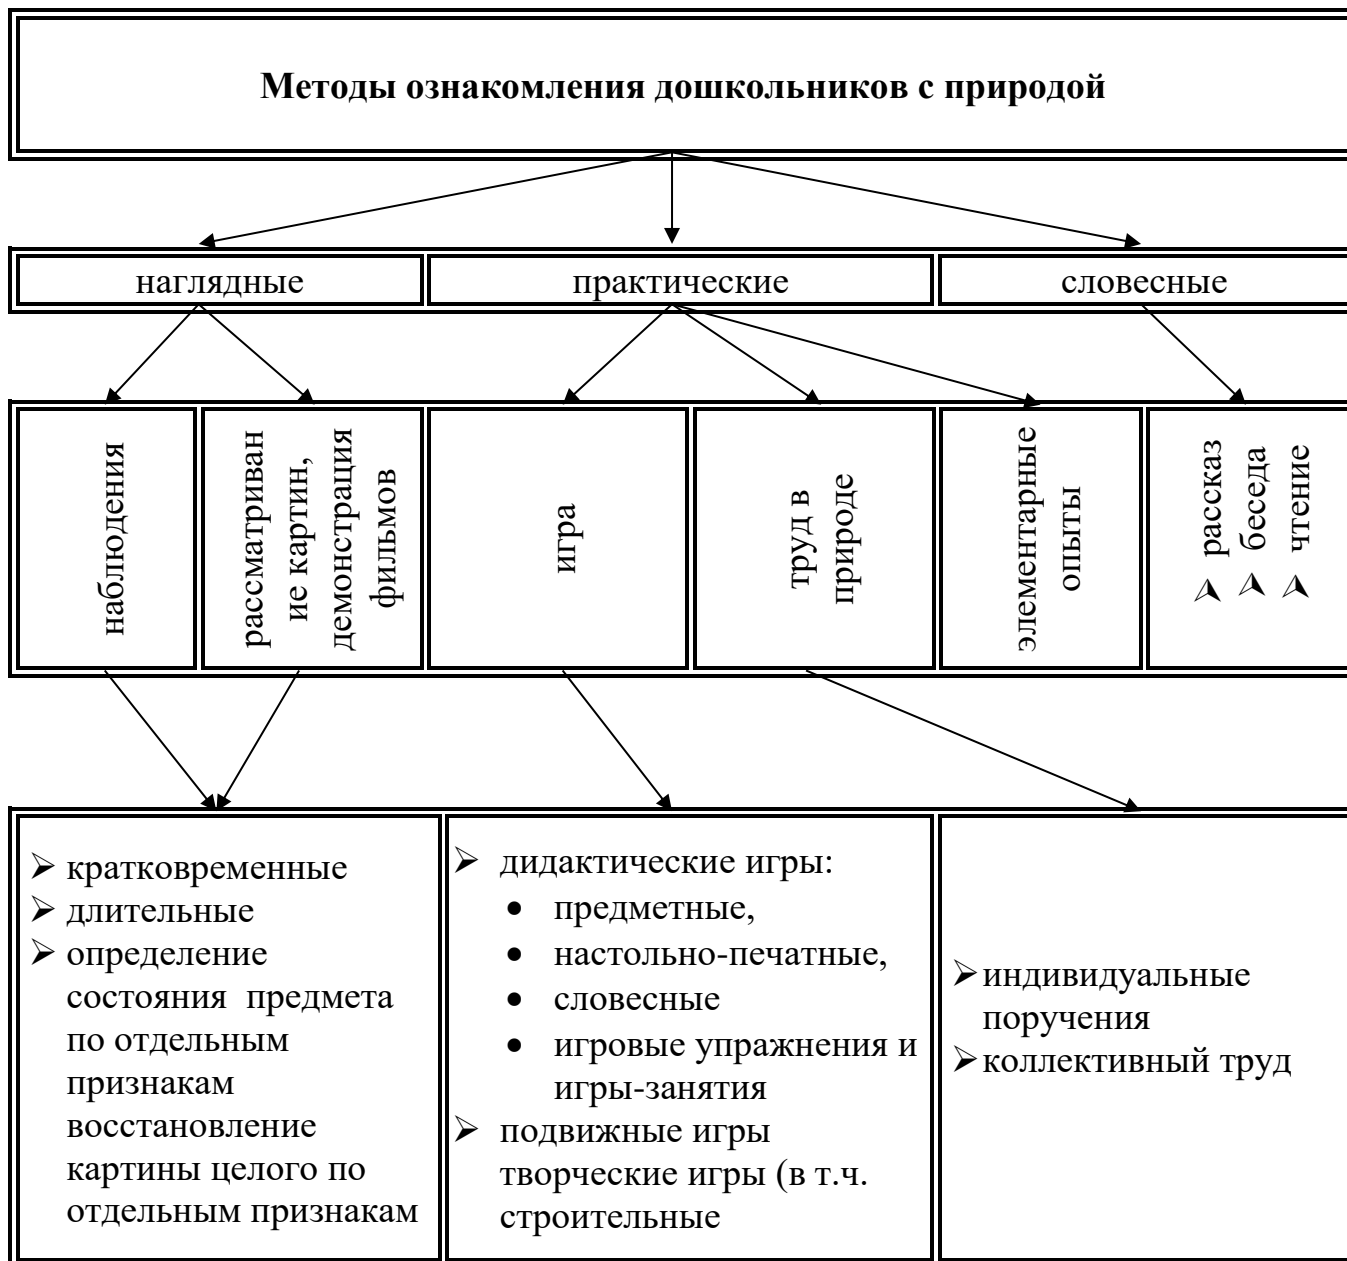 Методы ознакомления дошкольников с природой
наглядные
практические
словесные
наблюдения
рассматриван
ие картин,
демонстрация
фильмов
игра
труд в
природе
элементарные
опыты
➢ рассказ
➢ беседа
➢ чтение
➢ кратковременные
➢ длительные
➢ определение
состояния предмета
по отдельным
признакам
восстановление
картины целого по
отдельным признакам
➢ дидактические игры:
• предметные,
• настольно-печатные,
• словесные
• игровые упражнения и
игры-занятия
➢ подвижные игры
творческие игры (в т.ч.
строительные
➢ индивидуальные
поручения
➢ коллективный труд